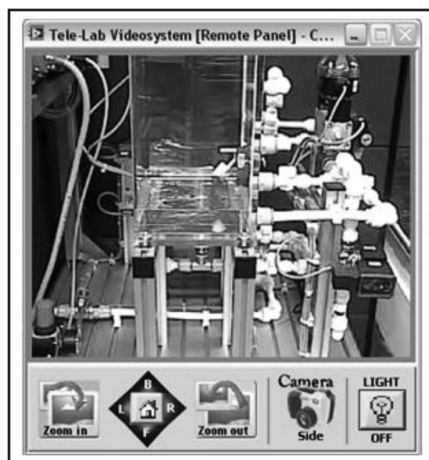 Tele-Lab Videosystem [Remote Panel] - C...
Zoom in
B
L
R
F
Zoom out
Camera
Side
LIGHT
OFF